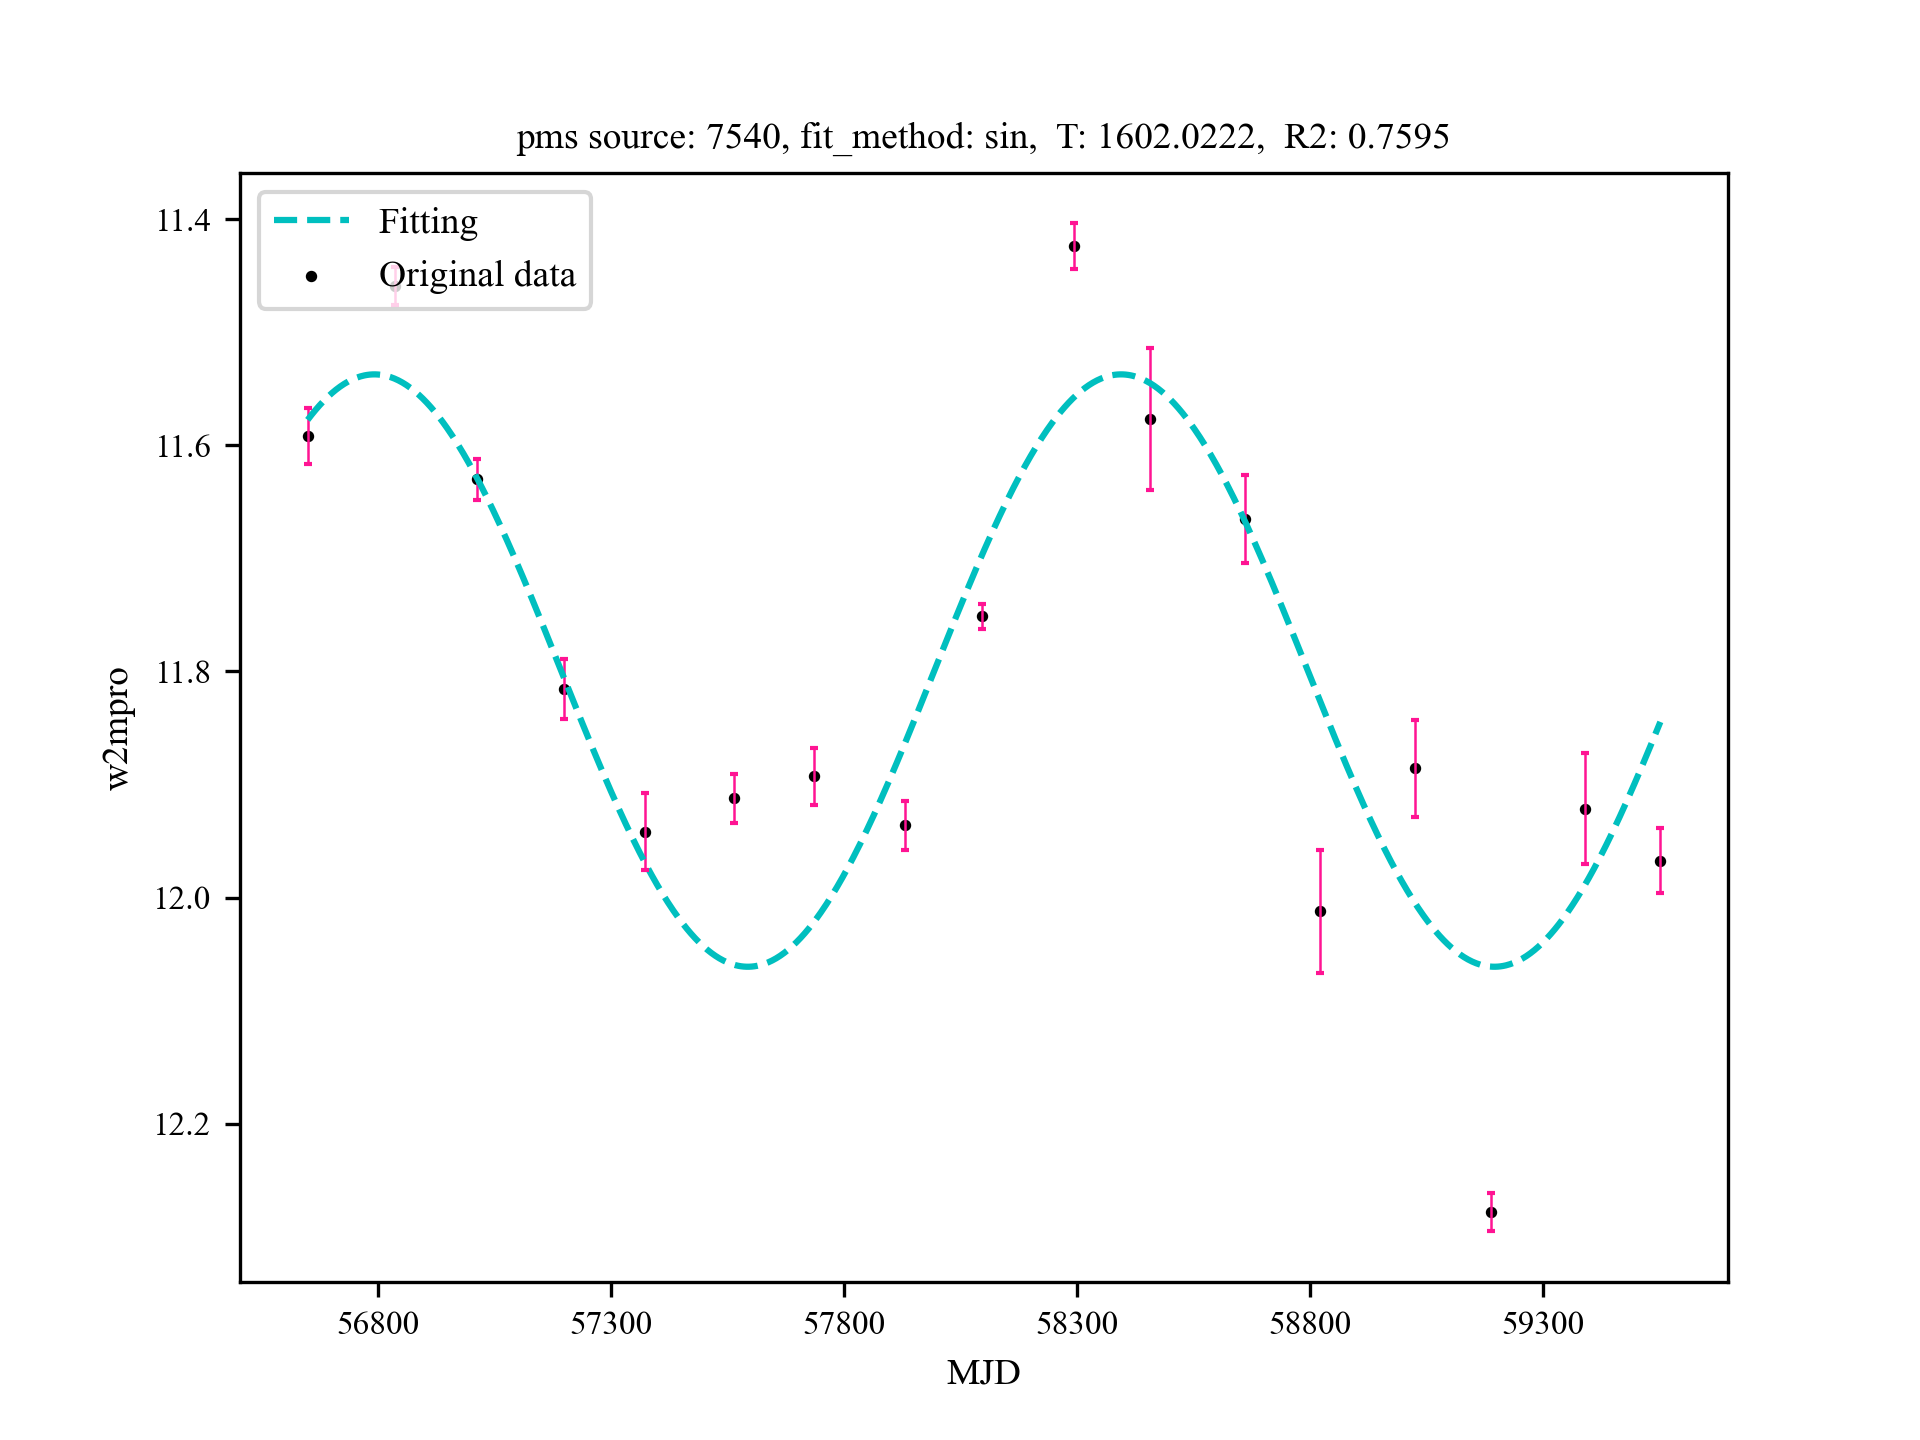 pms source: 7540, fit_method: sin,  T: 1602.0222,  R2: 0.7595
Fitting
Original data
11.4
11.6
11.8
12.0
12.2
w2mpro
56800 57300 57800 58300 58800 59300
MJD